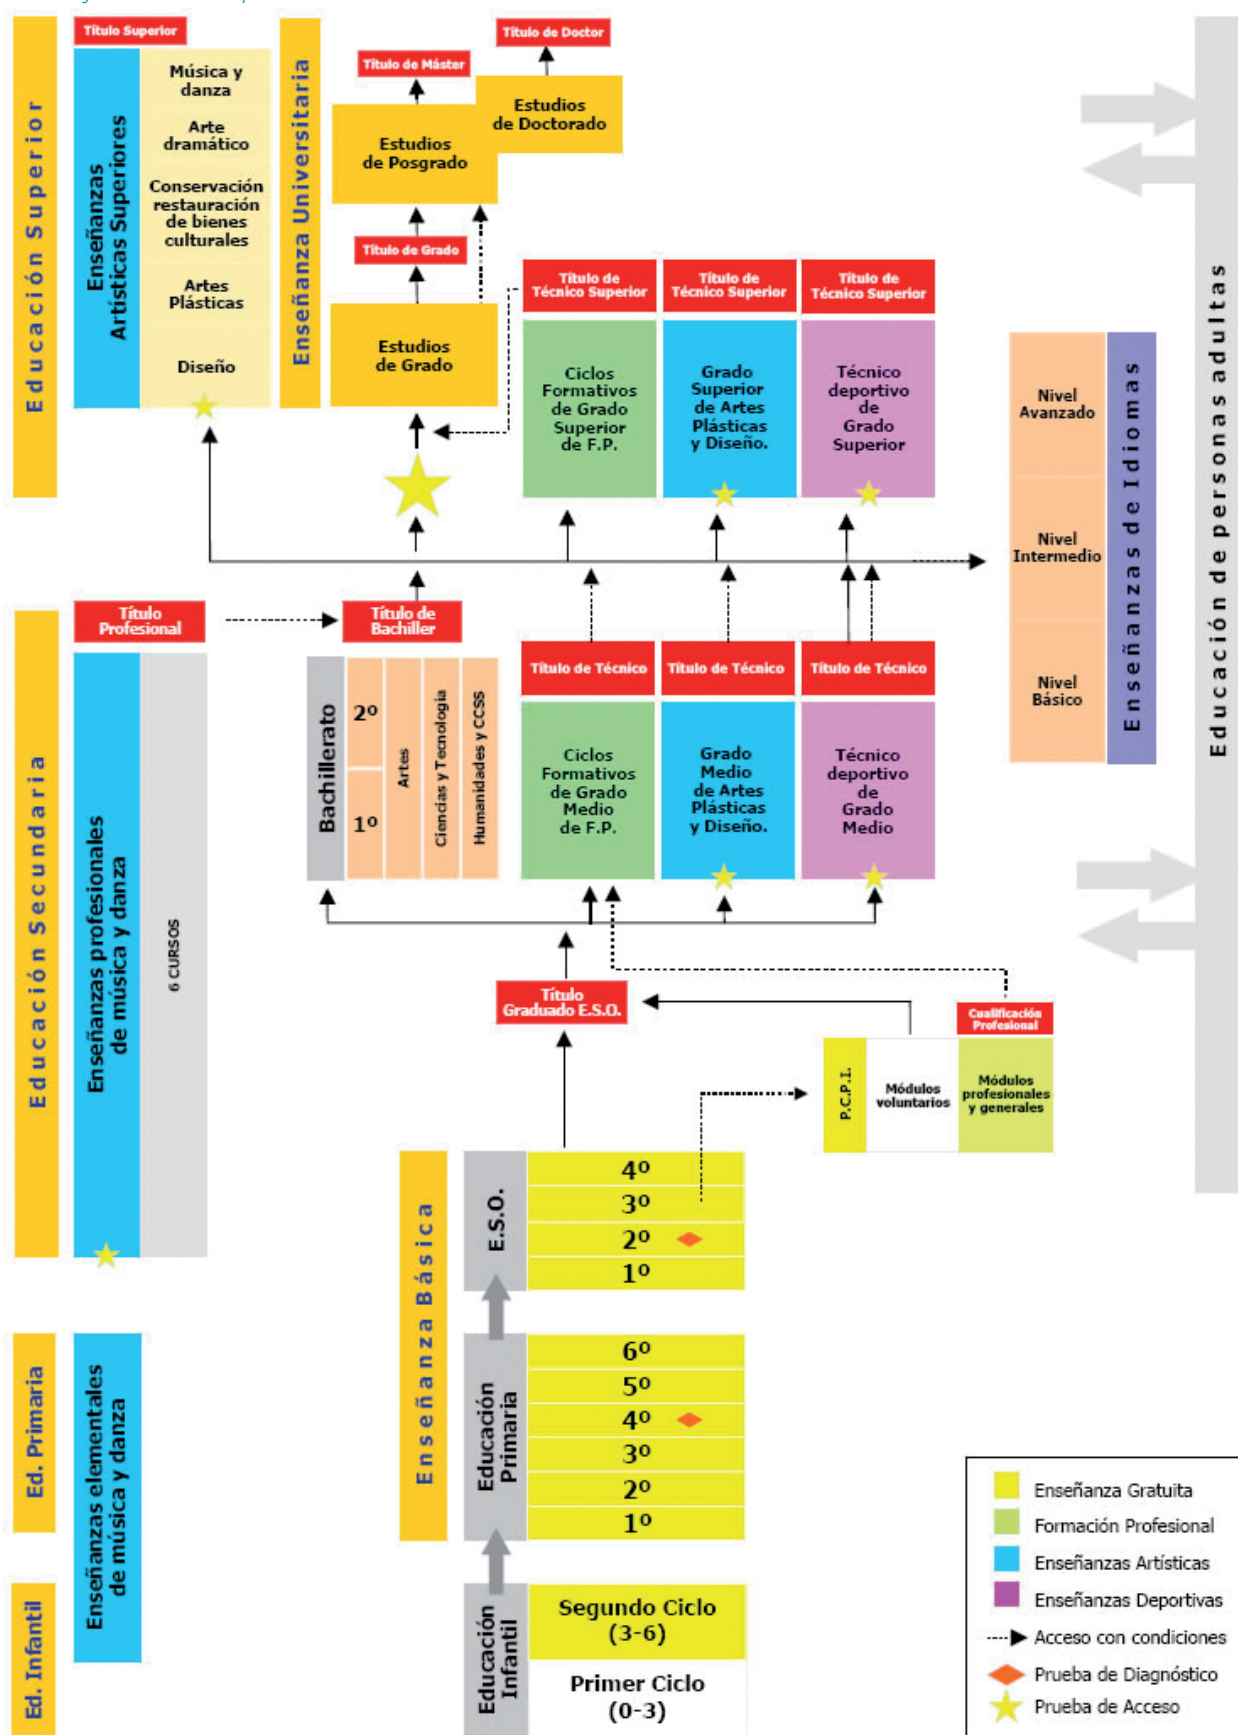 Educación Superior
Título Superior
Enseñanzas
Artísticas Superiores
Música y
danza
Arte
dramático
Conservación
restauración
de bienes
culturales
Artes
Plásticas
Diseño
Enseñanza Universitaria
Título de Doctor
Título de Máster
Estudios
de Doctorado
Estudios
de Posgrado
Título de Grado
Estudios
de Grado
Título de
Técnico Superior
Título de
Técnico Superior
Título de
Técnico Superior
Ciclos
Formativos
de Grado
Superior
de F.P.
Grado
Superior
de Artes
Plásticas
y Diseño.
Técnico
deportivo
de
Grado
Superior
Nivel
Avanzado
Nivel
Intermedio
Nivel
Básico
Enseñanzas de Idiomas
Educación de personas adultas
Educación Secundaria
Título
Profesional
Enseñanzas profesionales
de música y danza
6 CURSOS
Título de
Bachiller
Bachillerato
2º
1º
Artes
Ciencias y Tecnología
Humanidades y CCSS
Título de Técnico
Título de Técnico
Título de Técnico
Ciclos
Formativos
de Grado
Medio
de F.P.
Grado
Medio
de Artes
Plásticas
y Diseño.
Técnico
deportivo
de
Grado
Medio
Título
Graduado E.S.O.
Cualificación
Profesional
P.C.P.I.
Módulos
voluntarios
Módulos
profesionales
y generales
Enseñanza Básica
E.S.O.
4º
3º
2º
1º
Ed. Primaria
Enseñanzas elementales
de música y danza
Educación
Primaria
6º
5º
4º
3º
2º
1º
Ed. Infantil
Educación
Infantil
Segundo Ciclo
(3-6)
Primer Ciclo
(0-3)
Enseñanza Gratuita
Formación Profesional
Enseñanzas Artísticas
Enseñanzas Deportivas
Acceso con condiciones
Prueba de Diagnóstico
Prueba de Acceso